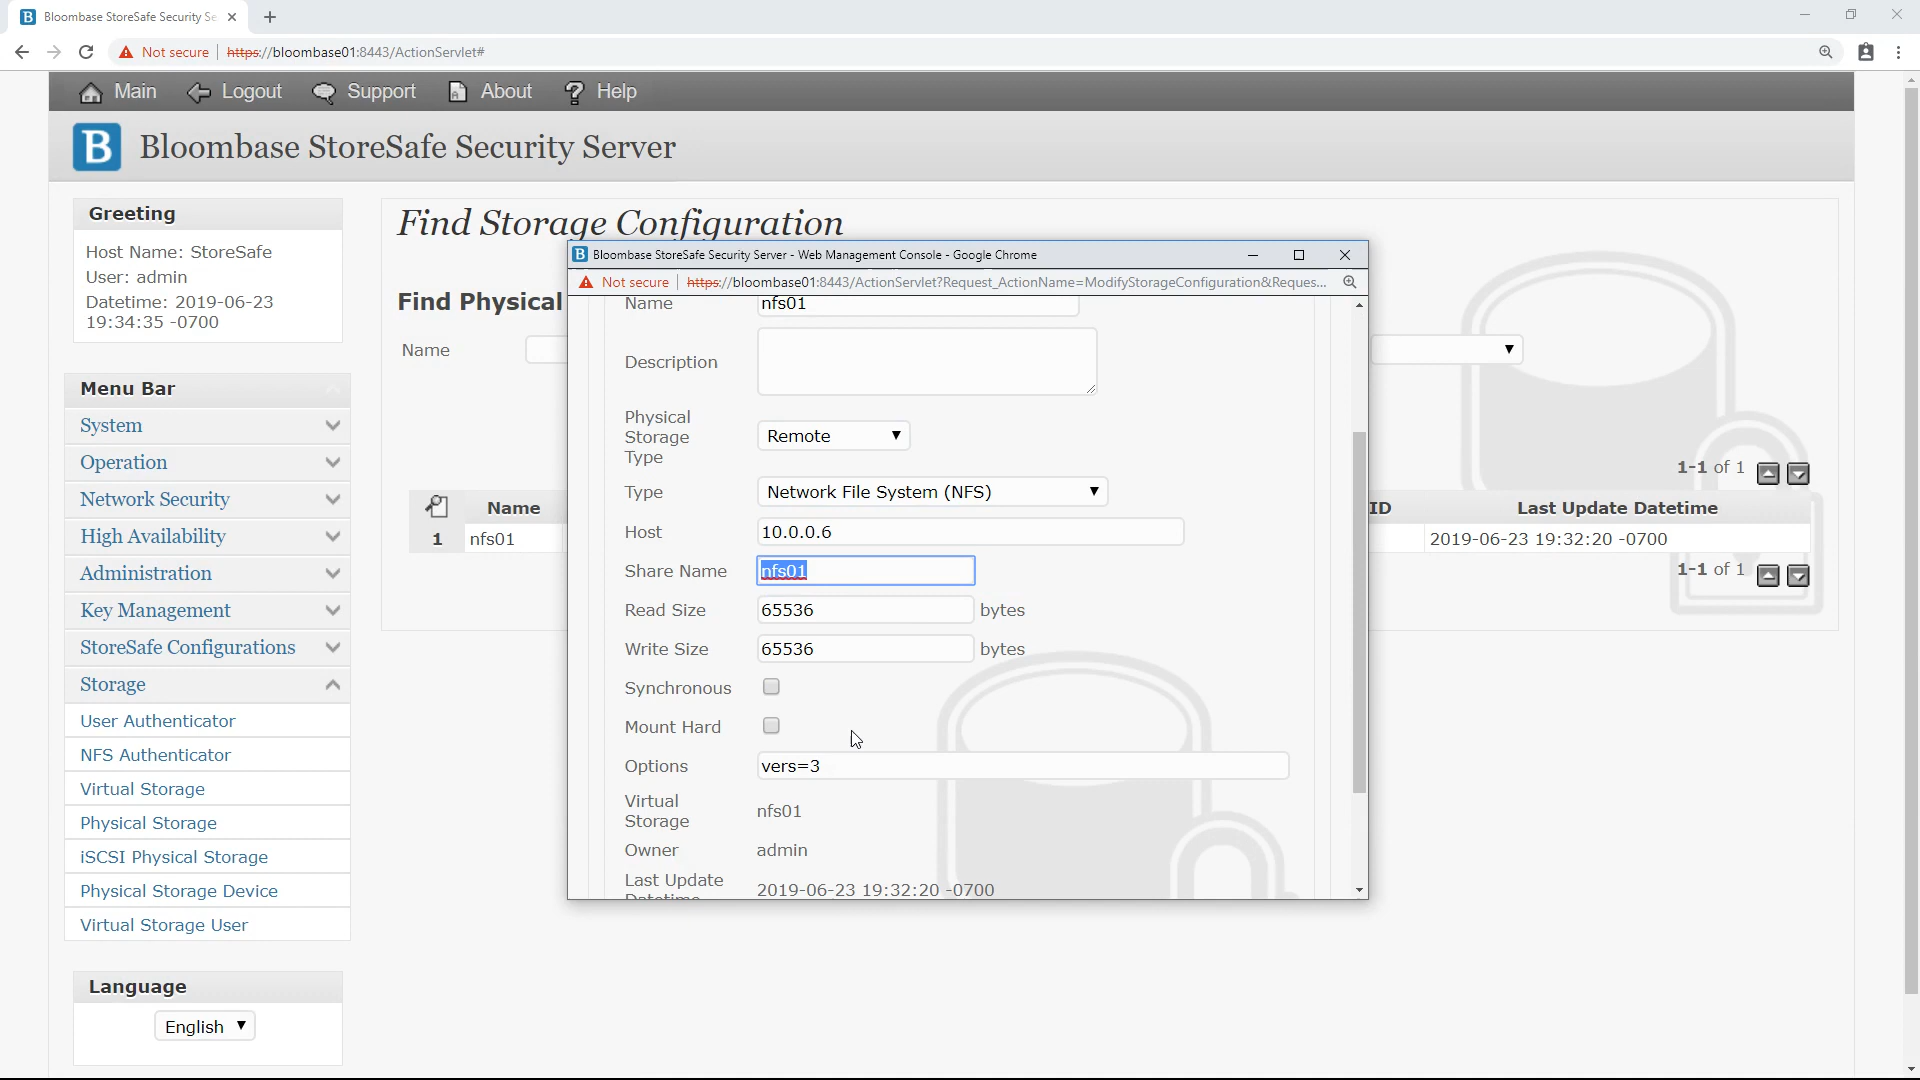 Bloombase StoreSafe Security Se
Not secure
https://bloombase01:8443/ActionServlet#
Main
Logout
Support
About
Help
B
Bloombase StoreSafe Security Server
Greeting
Host Name: StoreSafe
User: admin
Datetime: 2019-06-23
19:34:35 -0700
Menu Bar
System
Operation
Network Security
High Availability
Administration
Key Management
StoreSafe Configurations
Storage
User Authenticator
NFS Authenticator
Virtual Storage
Physical Storage
iSCSI Physical Storage
Physical Storage Device
Virtual Storage User
Language
English
Find Storage Configuration
Find Physical
Name
1-1 of 1
Name
ID
Last Update Datetime
1
nfs01
2019-06-23 19:32:20 -0700
1-1 of 1
Bloombase StoreSafe Security Server - Web Management Console - Google Chrome
Not secure
https://bloombase01:8443/ActionServlet?Request_ActionName=ModifyStorageConfiguration&Reques...
Name
nfs01
Description
Physical
Storage
Type
Remote
Type
Network File System (NFS)
Host
10.0.0.6
Share Name
nfs01
Read Size
65536
bytes
Write Size
65536
bytes
Synchronous
Mount Hard
Options
vers=3
Virtual
Storage
nfs01
Owner
admin
Last Update
Datetime
2019-06-23 19:32:20 -0700